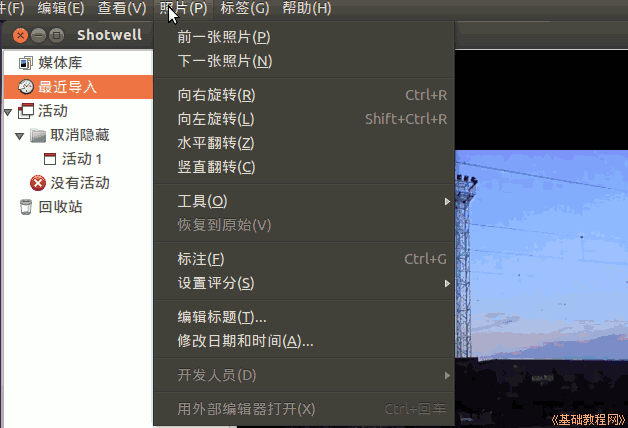 件(F) 编辑(E) 查看(V) 照片(P) 标签(G) 帮助(H)
Shotwell
媒体库
最近导入
活动
取消隐藏
活动 1
没有活动
回收站
前一张照片(P)
下一张照片(N)
向右旋转(R) Ctrl+R
向左旋转(L) Shift+Ctrl+R
水平翻转(Z)
竖直翻转(C)
工具(O)
恢复到原始(V)
标注(F) Ctrl+G
设置评分(S)
编辑标题(T)...
修改日期和时间(A)...
开发人员(D)
用外部编辑器打开(X) Ctrl+回车
《基础教程网》